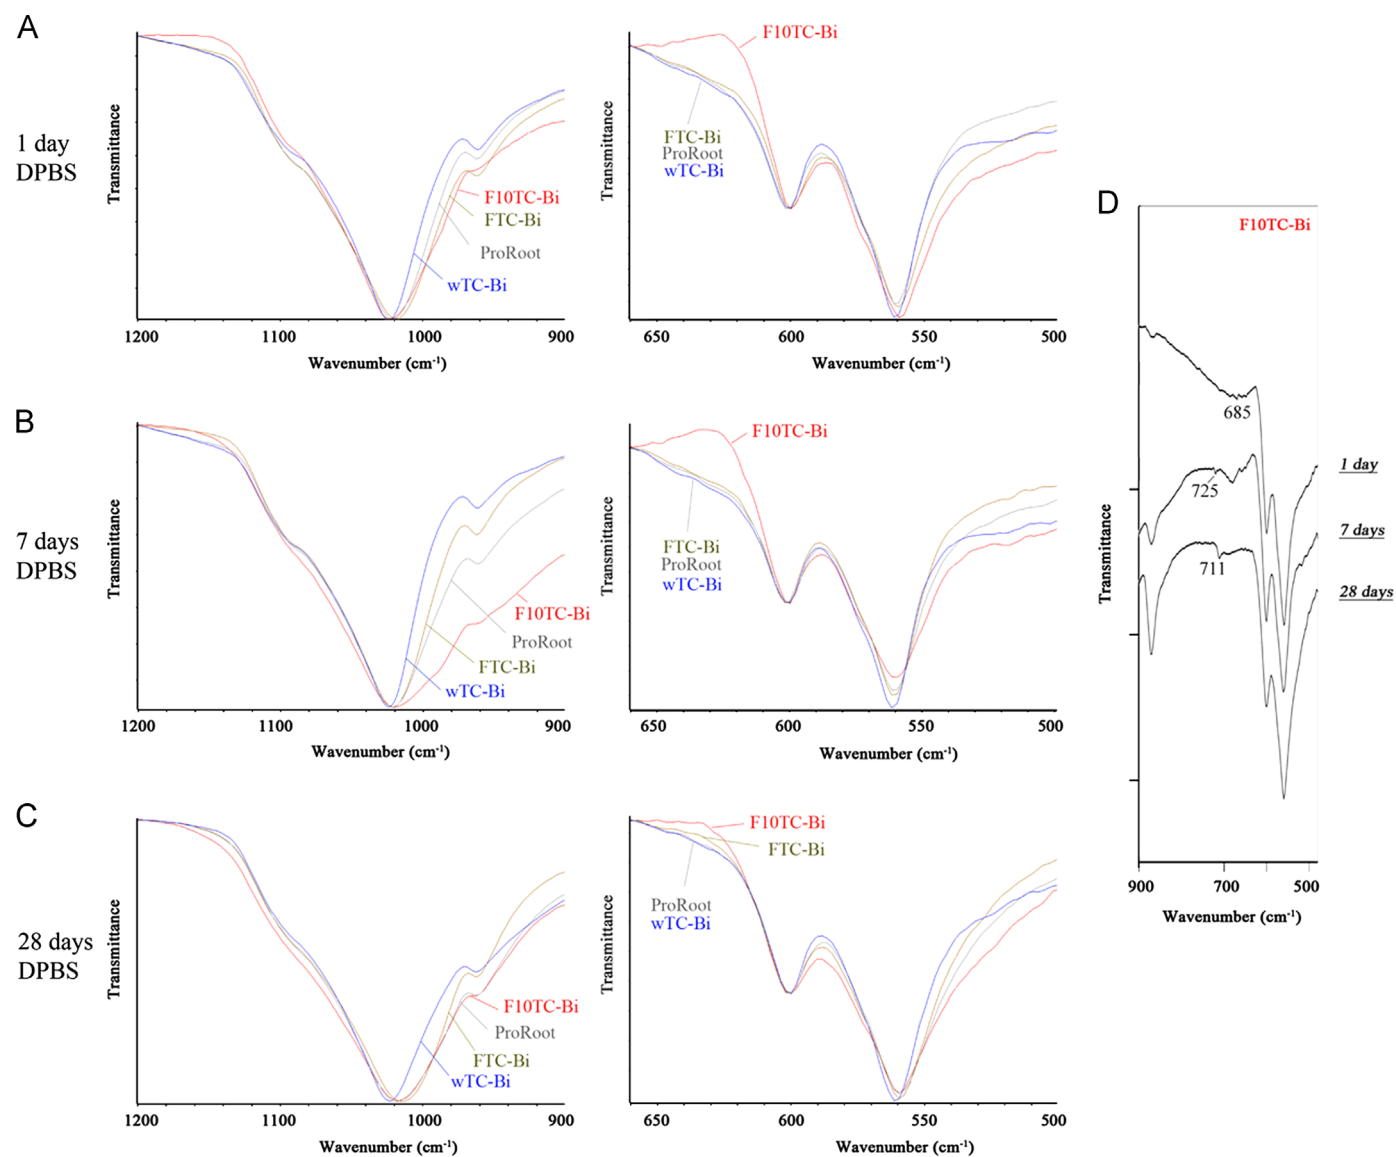 A
1 day
DPBS
Transmittance
F10TC-Bi
FTC-Bi
ProRoot
wTC-Bi
1200 1100 1000 900
Wavenumber (cm-1)
Transmittance
F10TC-Bi
FTC-Bi
ProRoot
wTC-Bi
650 600 550 500
Wavenumber (cm-1)
B
7 days
DPBS
Transmittance
F10TC-Bi
ProRoot
FTC-Bi
wTC-Bi
1200 1100 1000 900
Wavenumber (cm-1)
Transmittance
F10TC-Bi
FTC-Bi
ProRoot
wTC-Bi
650 600 550 500
Wavenumber (cm-1)
C
28 days
DPBS
Transmittance
F10TC-Bi
ProRoot
FTC-Bi
wTC-Bi
1200 1100 1000 900
Wavenumber (cm-1)
Transmittance
F10TC-Bi
FTC-Bi
ProRoot
wTC-Bi
650 600 550 500
Wavenumber (cm-1)
D
F10TC-Bi
685
1 day
725
7 days
711
28 days
Transmittance
900 700 500
Wavenumber (cm-1)